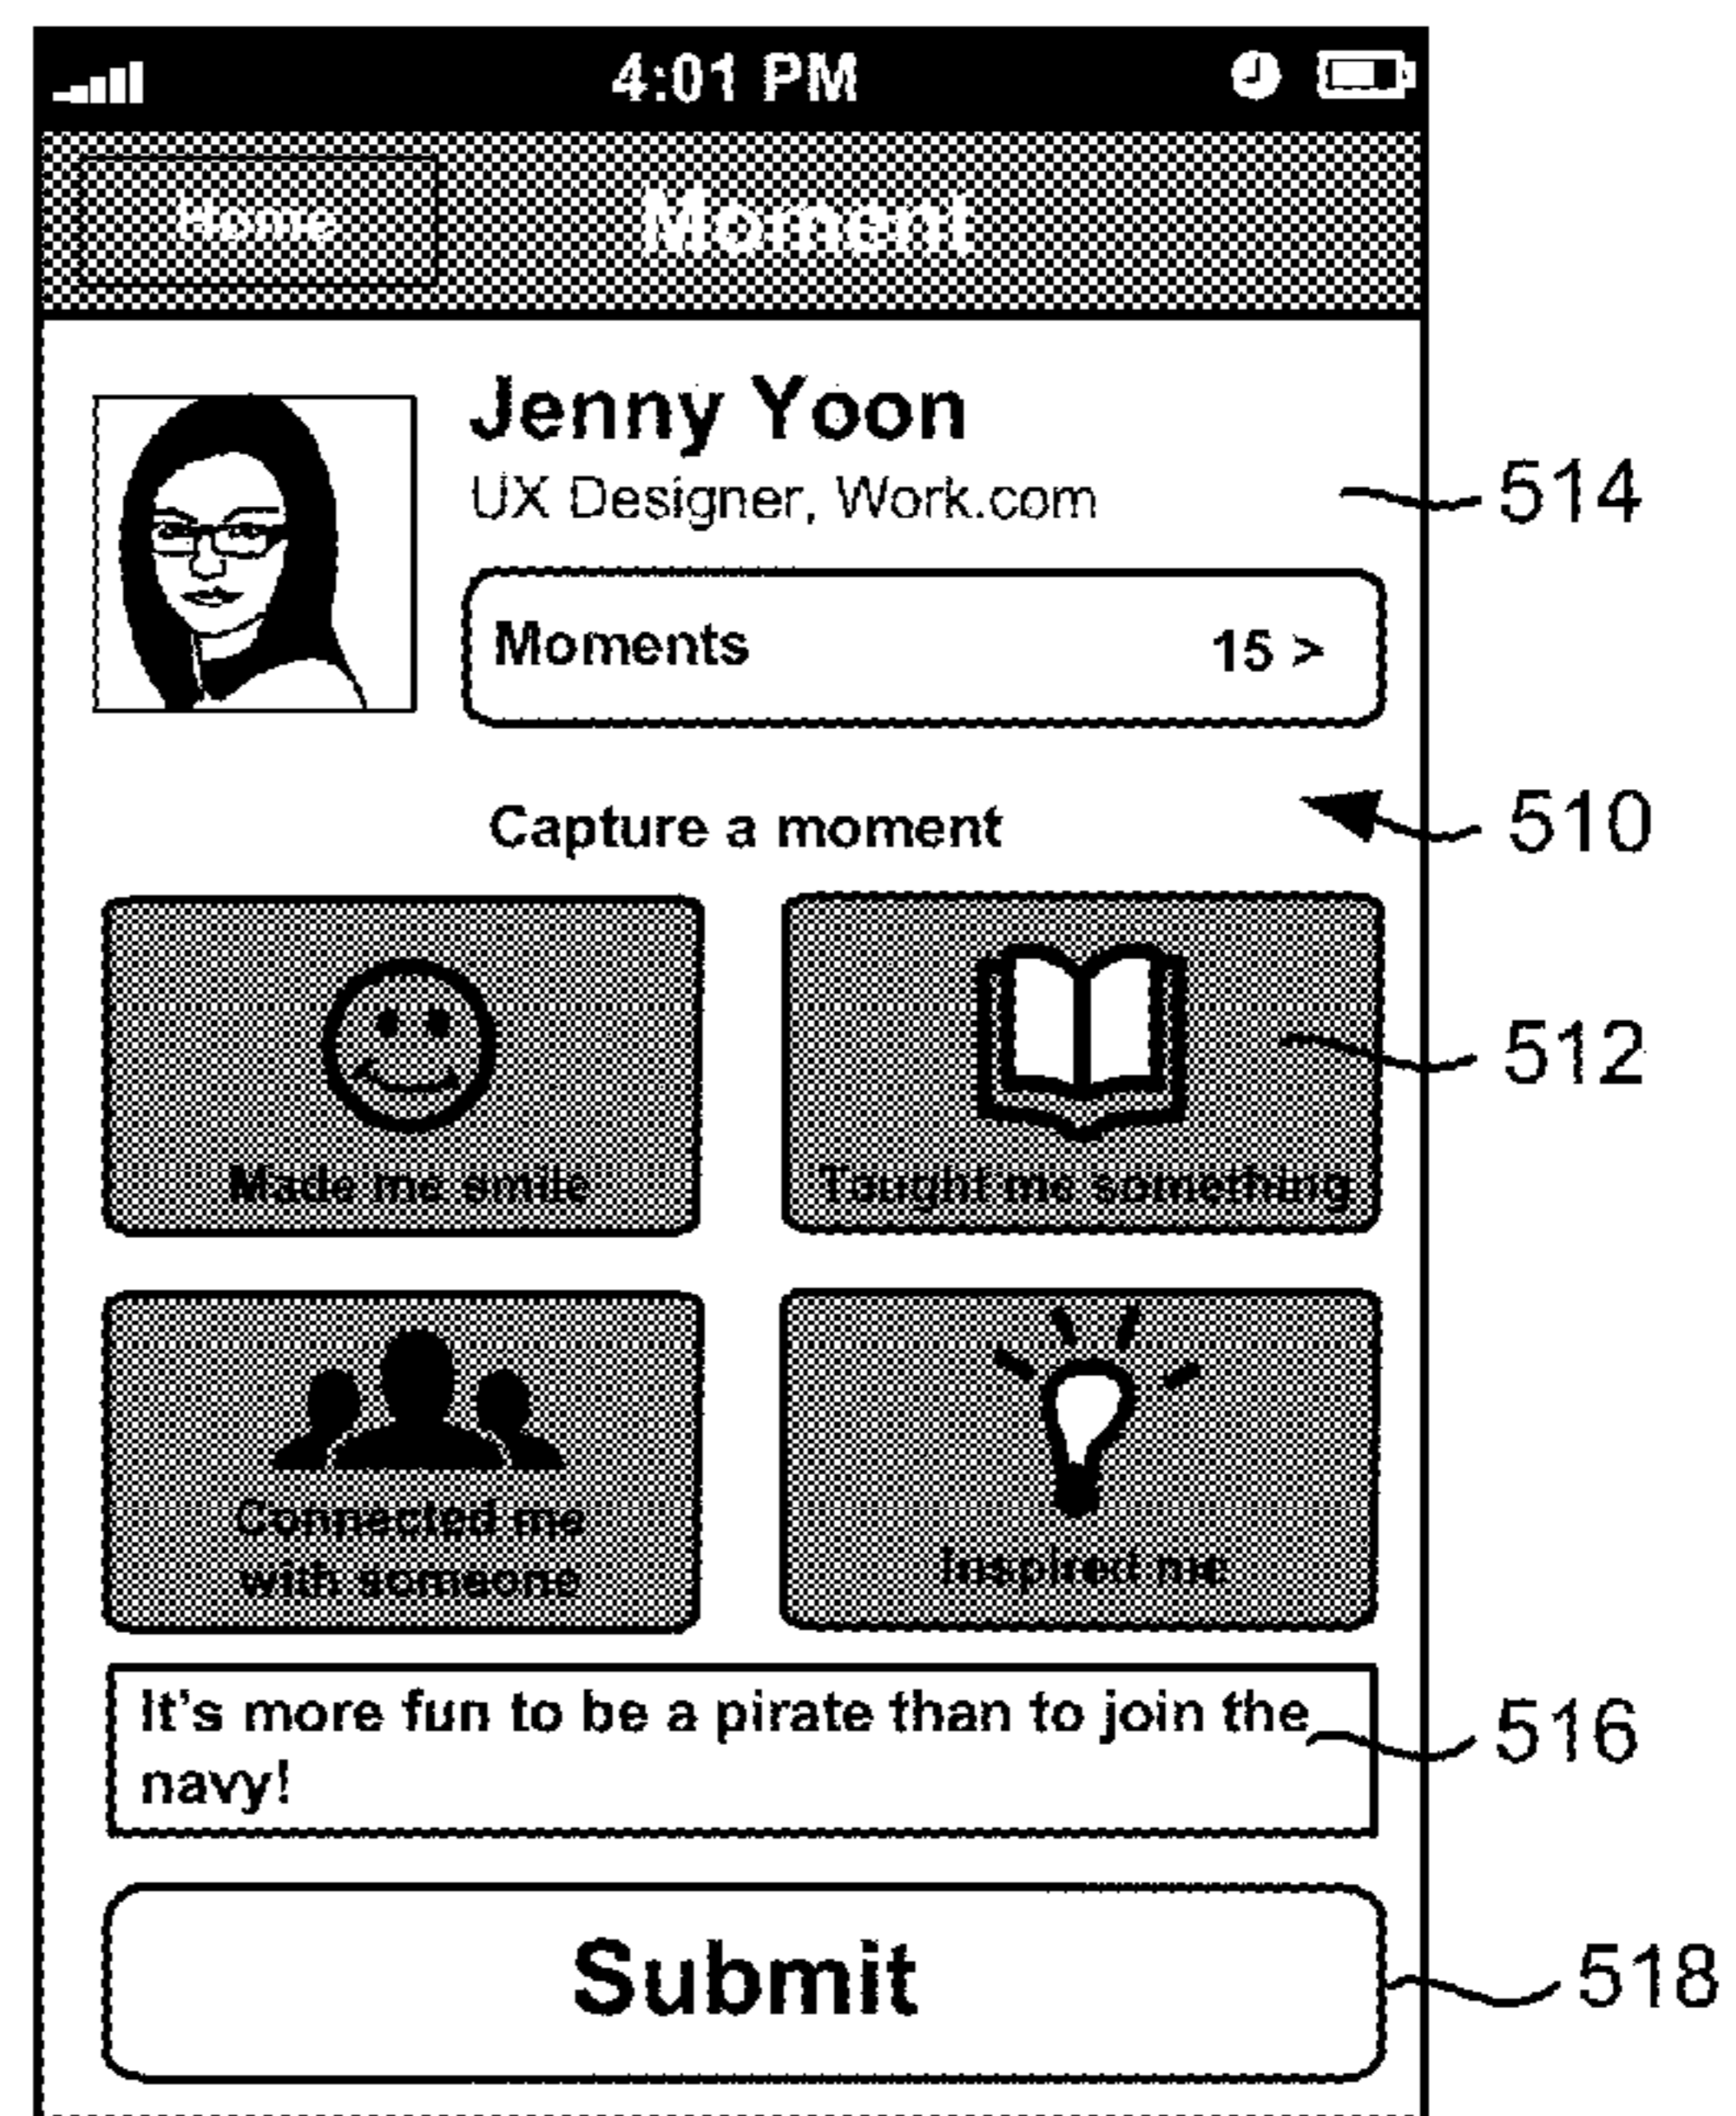 4:01 PM
Home
Moment
Jenny Yoon
UX Designer, Work.com
514
Moments 15 >
Capture a moment
510
512
Made me smile
Taught me something
Connected me
with someone
Inspired me
It's more fun to be a pirate than to join the
navy!
516
Submit
518